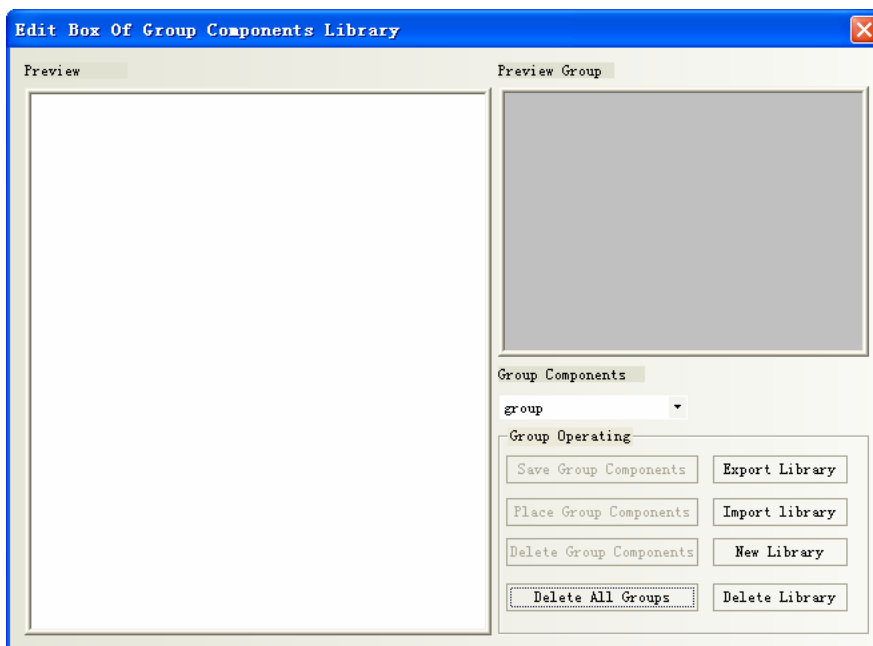 Edit Box Of Group Components Library
Preview
Preview Group
Group Components
group
Group Operating
Save Group Components
Export Library
Place Group Components
Import library
Delete Group Components
New Library
Delete All Groups
Delete Library